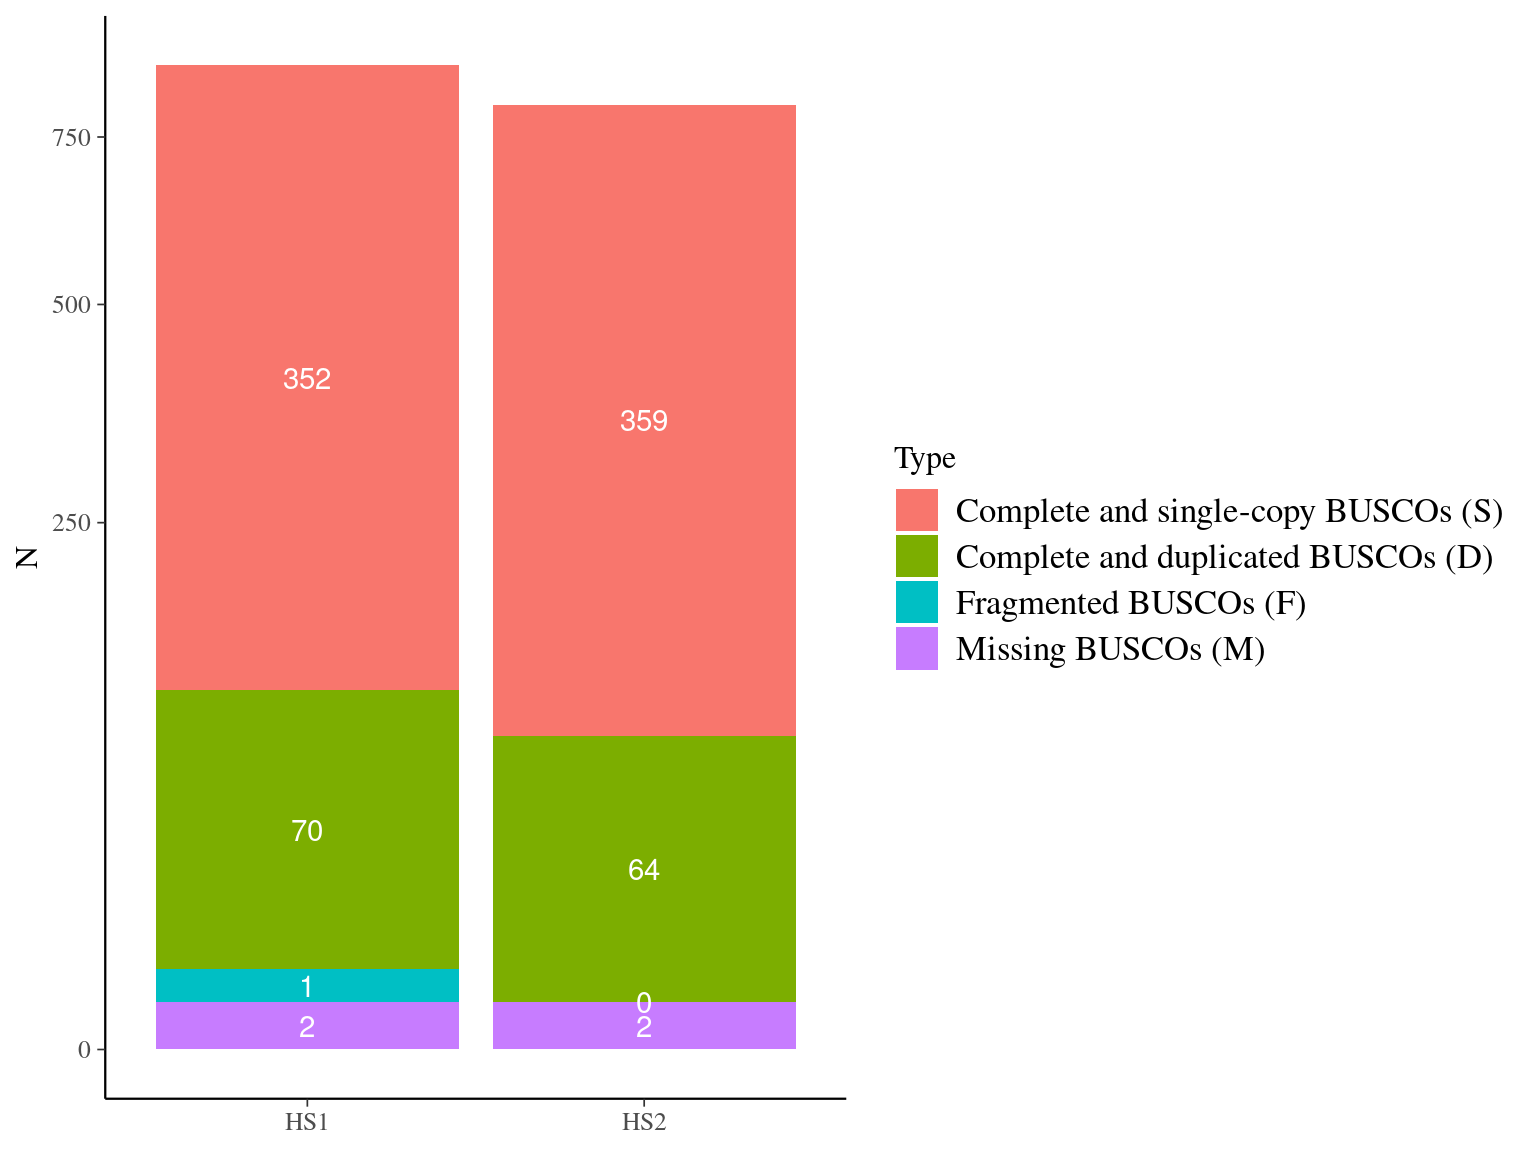 750
500
250
0
N
352
70
1
2
359
64
0
2
HS1
HS2
Type
Complete and single-copy BUSCOs (S)
Complete and duplicated BUSCOs (D)
Fragmented BUSCOs (F)
Missing BUSCOs (M)